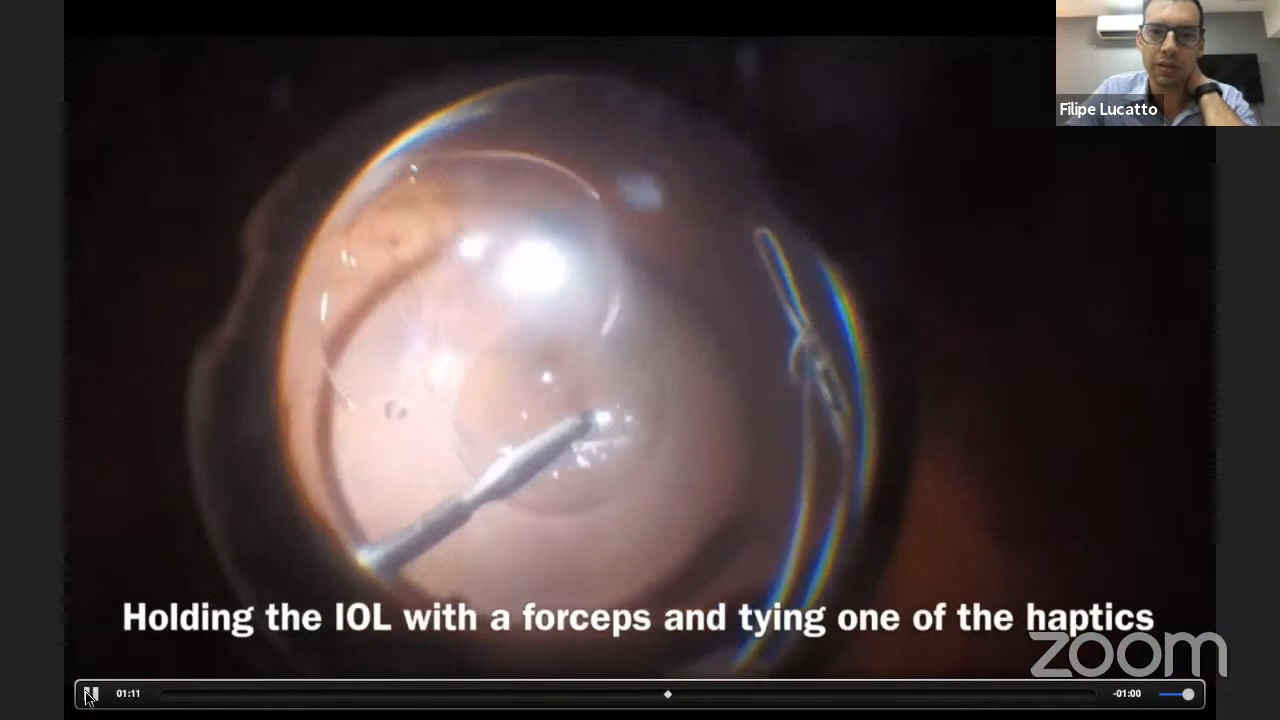 Filipe Lucatto
Holding the IOL with a forceps and tying one of the haptics
zoom
01:11
-01:00